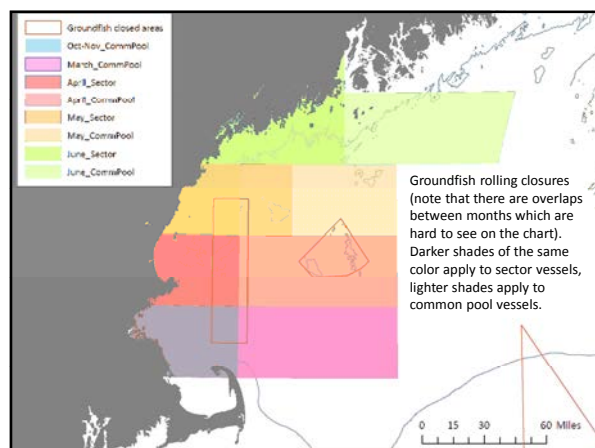 Groundfish closed areas
Oct-Nov_CommPool
March_CommPool
April_Sector
April_CommPool
May_Sector
May_CommPool
June_Sector
June_CommPool
Groundfish rolling closures
(note that there are overlaps
between months which are
hard to see on the chart).
Darker shades of the same
color apply to sector vessels,
lighter shades apply to
common pool vessels.
0 15 30 60 Miles